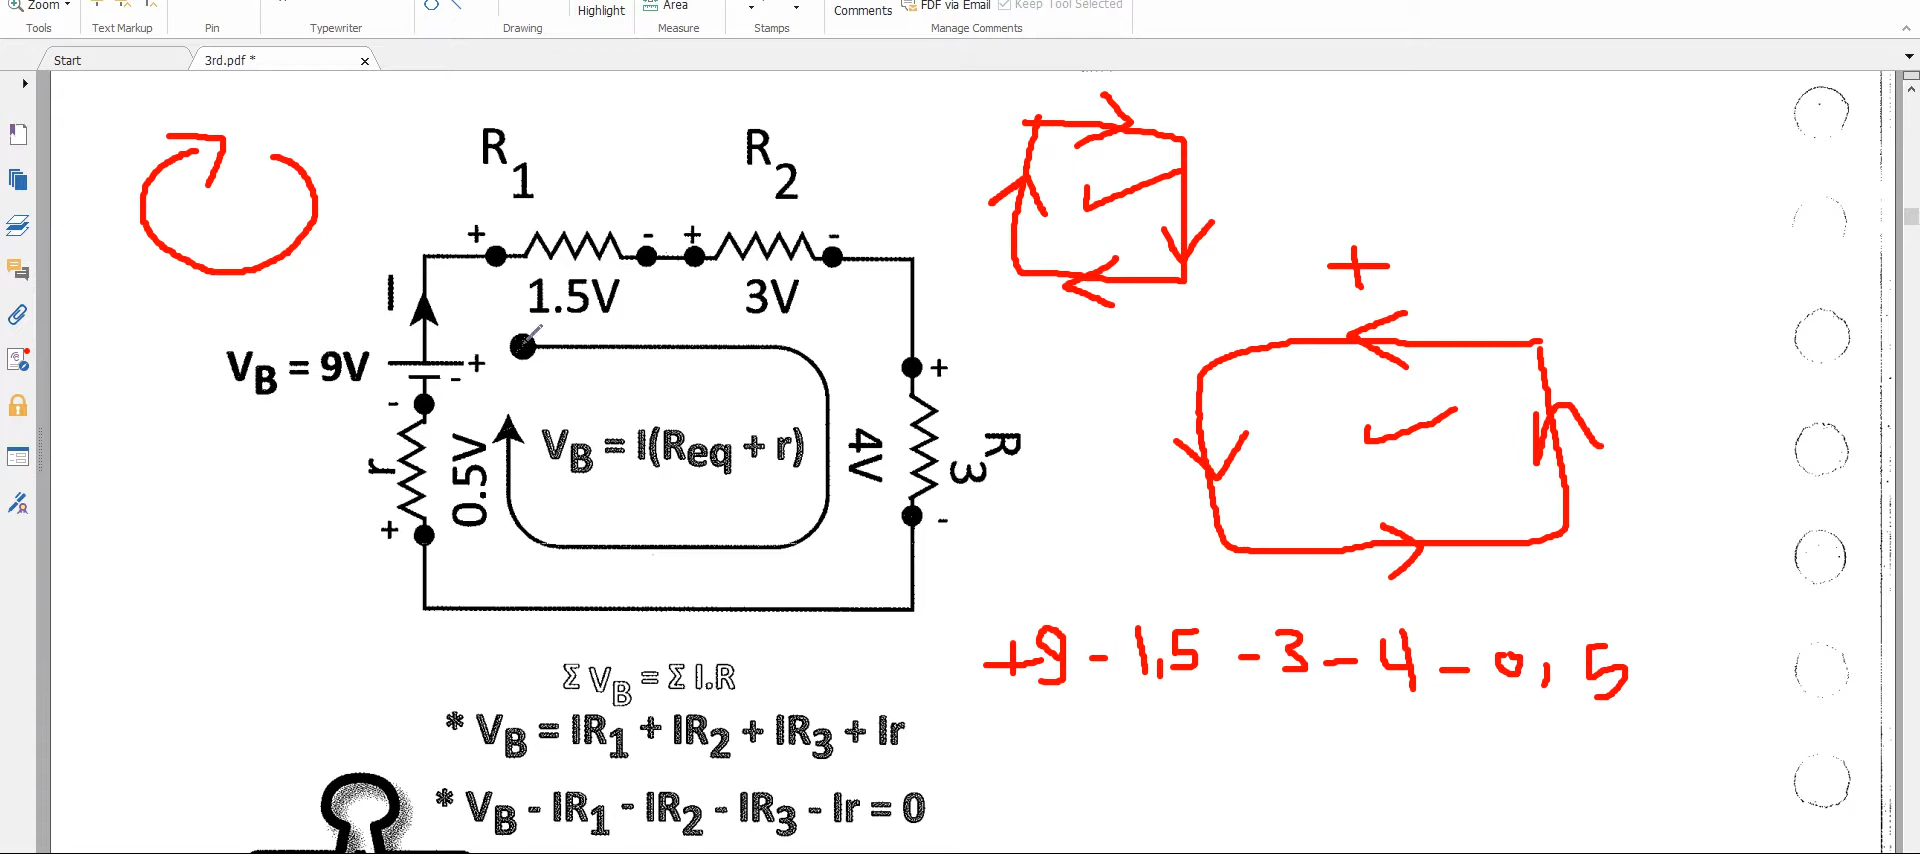 Zoom
Highlight
Area
Comments
FDF via Email
Keep Tool Selected
Tools
Text Markup
Pin
Typewriter
Drawing
Measure
Stamps
Manage Comments
Start
3rd.pdf *
R1
R2
+ - + -
1.5V
3V
I
+
VB = 9V
+
-
-
+
VB = I(Req + r)
4V
R3
r
0.5V
+
-
+9 - 1,5 - 3 - 4 - 0,5
Σ VB = Σ I.R
* VB = IR1 + IR2 + IR3 + Ir
* VB - IR1 - IR2 - IR3 - Ir = 0